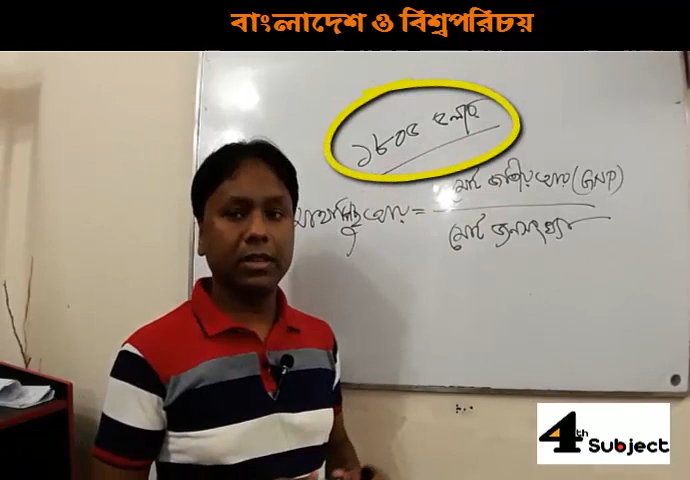 বাংলাদেশ ও বিশ্বপরিচয়
১৮০৫ ডলার
মাথাপিছু আয় = মোট জাতীয় আয় (GNP)
মোট জনসংখ্যা
4th Subject